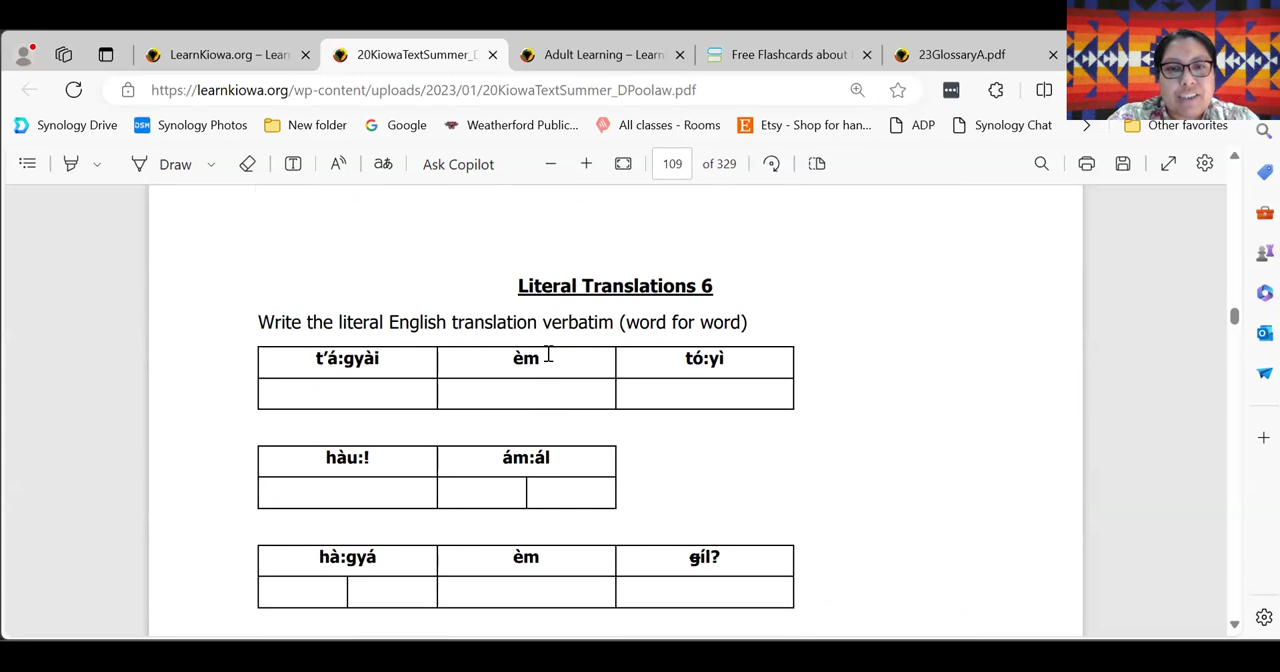 LearnKiowa.org – Learn
20KiowaTextSummer_D
Adult Learning – Learn
Free Flashcards about
23GlossaryA.pdf
https://learnkiowa.org/wp-content/uploads/2023/01/20KiowaTextSummer_DPoolaw.pdf
Synology Drive
DSM Synology Photos
New folder
Google
Weatherford Public...
All classes - Rooms
E Etsy - Shop for han...
ADP
Synology Chat
Other favorites
Draw
Ask Copilot
109 of 329
Literal Translations 6
Write the literal English translation verbatim (word for word)
t'á:gyài èm tó:yì
hàu:! ám:ál
hà:gyá èm g̶íl?